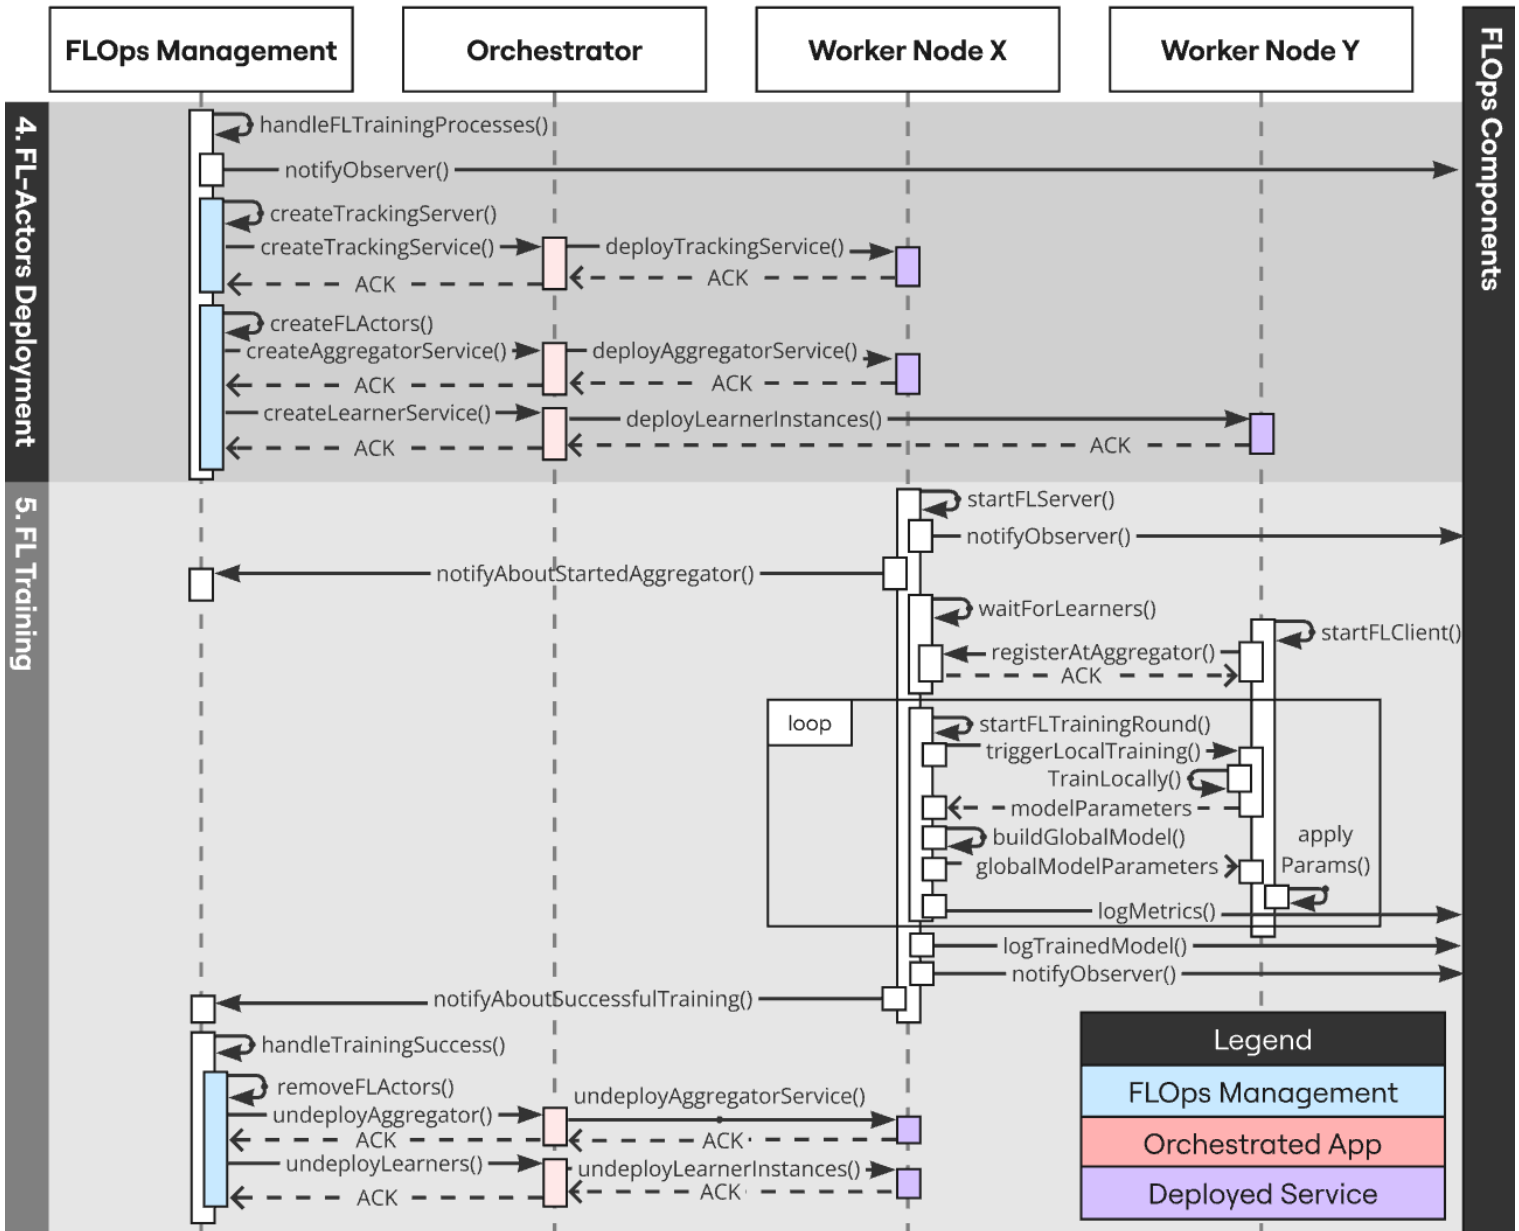 FLOps Management
Orchestrator
Worker Node X
Worker Node Y
FLOps Components
4. FL-Actors Deployment
handleFLTrainingProcesses()
notifyObserver()
createTrackingServer()
createTrackingService()
deployTrackingService()
ACK
ACK
createFLActors()
createAggregatorService()
deployAggregatorService()
ACK
ACK
createLearnerService()
deployLearnerInstances()
ACK
ACK
5. FL Training
startFLServer()
notifyObserver()
notifyAboutStartedAggregator()
waitForLearners()
startFLClient()
registerAtAggregator()
ACK
loop
startFLTrainingRound()
triggerLocalTraining()
TrainLocally()
modelParameters
buildGlobalModel()
apply
Params()
globalModelParameters
logMetrics()
logTrainedModel()
notifyObserver()
notifyAboutSuccessfulTraining()
handleTrainingSuccess()
removeFLActors()
undeployAggregator()
undeployAggregatorService()
ACK
ACK
undeployLearners()
undeployLearnerInstances()
ACK
ACK
Legend
FLOps Management
Orchestrated App
Deployed Service